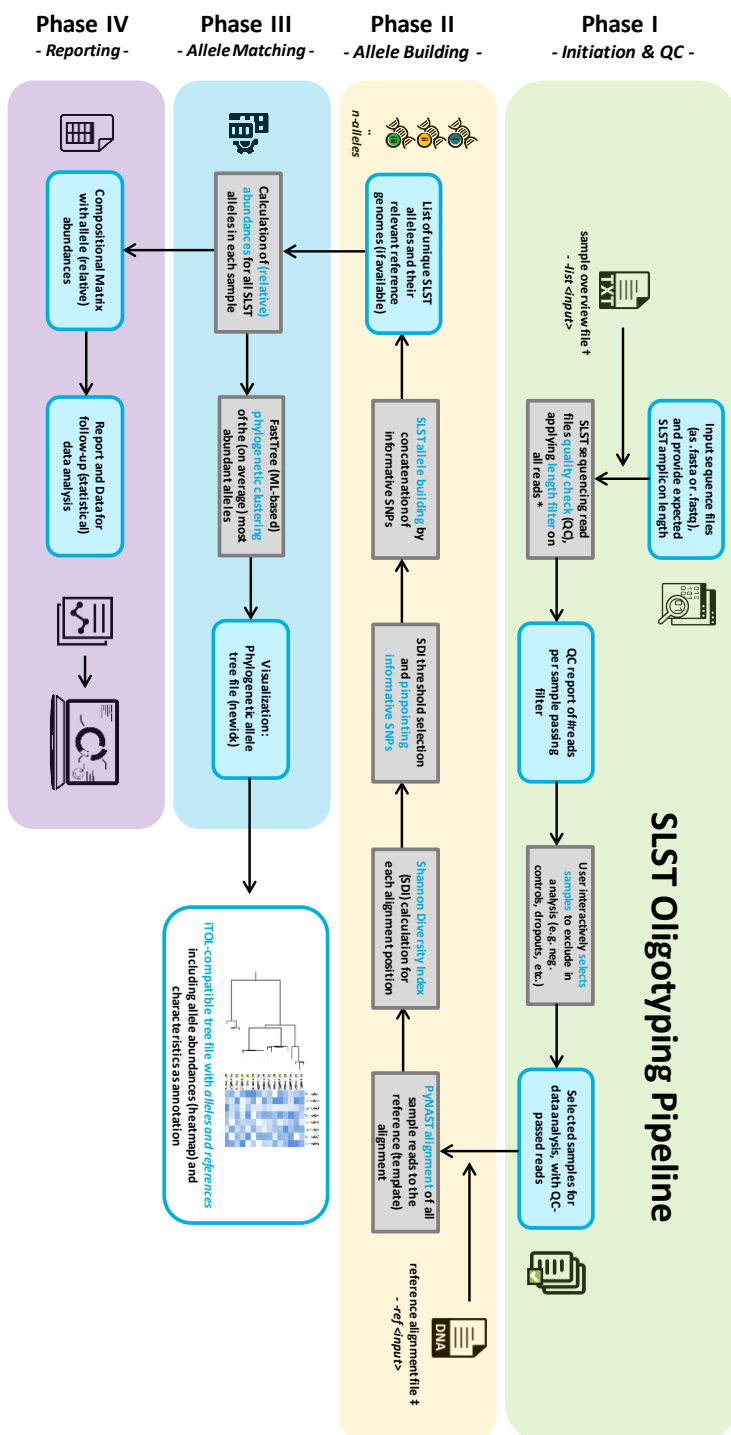 SLST Oligotyping Pipeline
Phase I
- Initiation & QC -
Input sequence files
(as .fasta or .fastq),
and provide expected
SLST amplicon length
TXT
sample overview file †
- -list <input>
SLST sequencing read
files quality check (QC),
applying length filter on
all reads *
QC report of #reads
per sample passing
filter
User interactively selects
samples to exclude in
analysis (e.g. neg.
controls, dropouts, etc.)
Selected samples for
data analysis, with QC-
passed reads
Phase II
- Allele Building -
DNA
reference alignment file ‡
- -ref <input>
PyNAST alignment of all
sample reads to the
reference (template)
alignment
Shannon Diversity Index
(SDI) calculation for
each alignment position
SDI threshold selection
and pinpointing
informative SNPs
SLST allele building by
concatenation of
informative SNPs
List of unique SLST
alleles and their
relevant reference
genomes (if available)
i
ii
iii
..
n-alleles
Phase III
- Allele Matching -
Calculation of (relative)
abundances for all SLST
alleles in each sample
FastTree (ML-based)
phylogenetic clustering
of the (on average) most
abundant alleles
Visualization:
Phylogenetic allele
tree file (newick)
iTOL-compatible tree file with alleles and references
including allele abundances (heatmap) and
characteristics as annotation
Phase IV
- Reporting -
Compositional Matrix
with allele (relative)
abundances
Report and Data for
follow-up (statistical)
data analysis